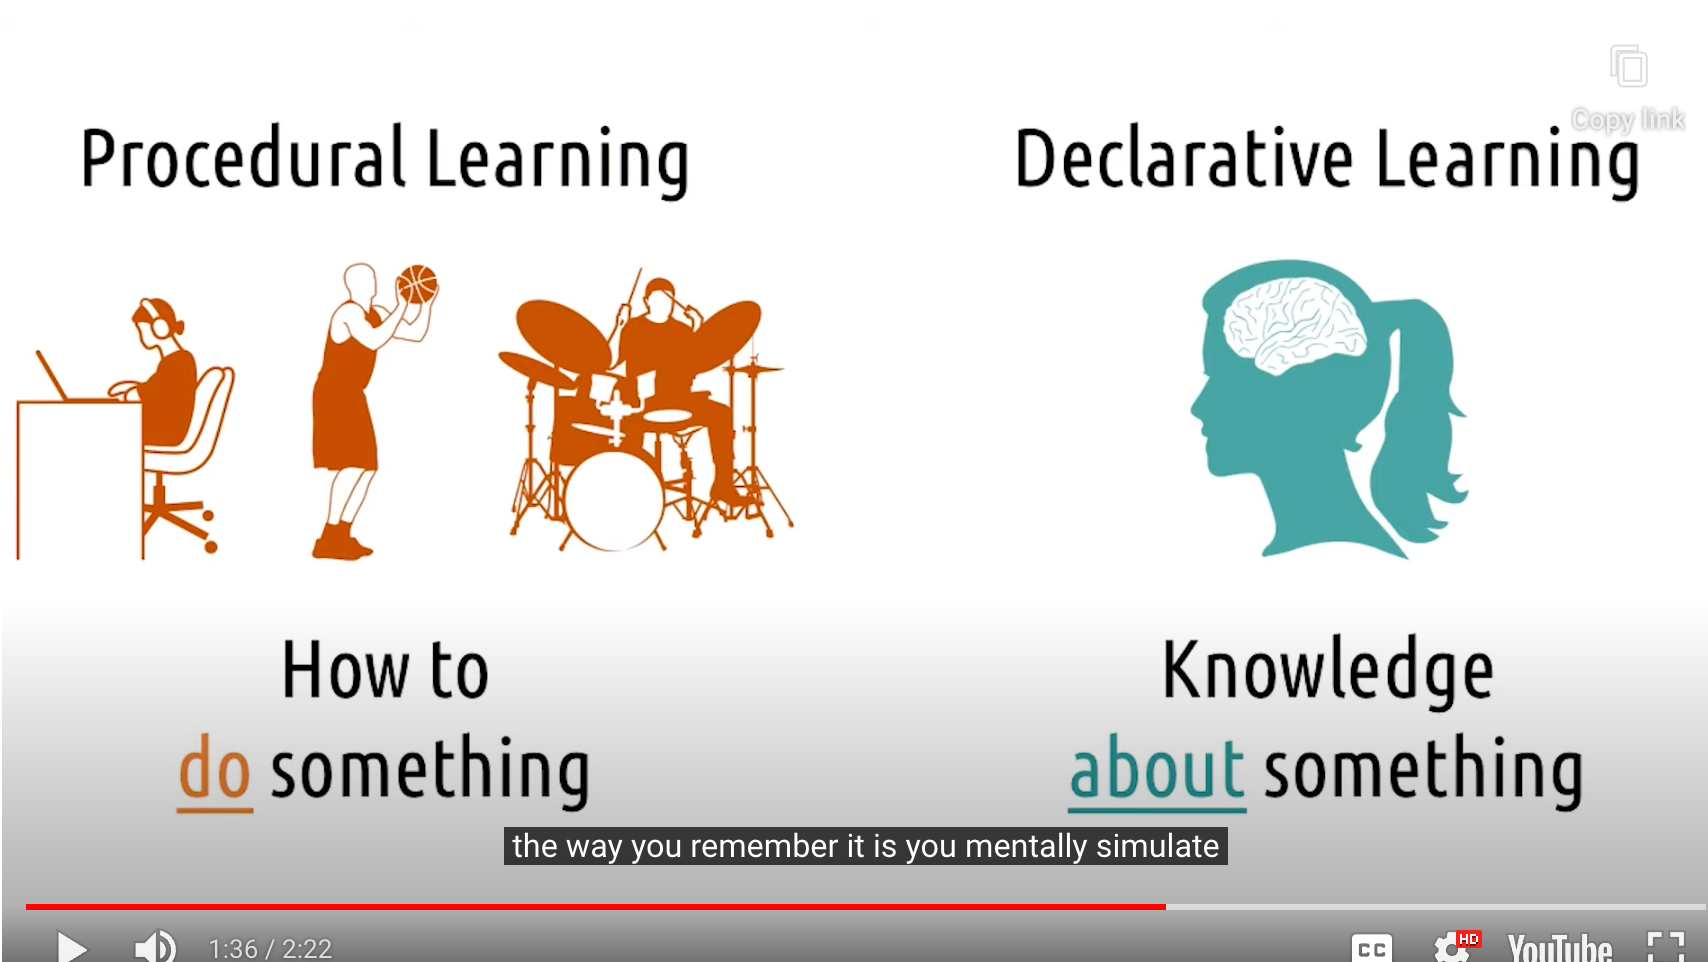 Copy link
Procedural Learning
Declarative Learning
How to
do something
Knowledge
about something
the way you remember it is you mentally simulate
1:36 / 2:22
CC
HD
YouTube